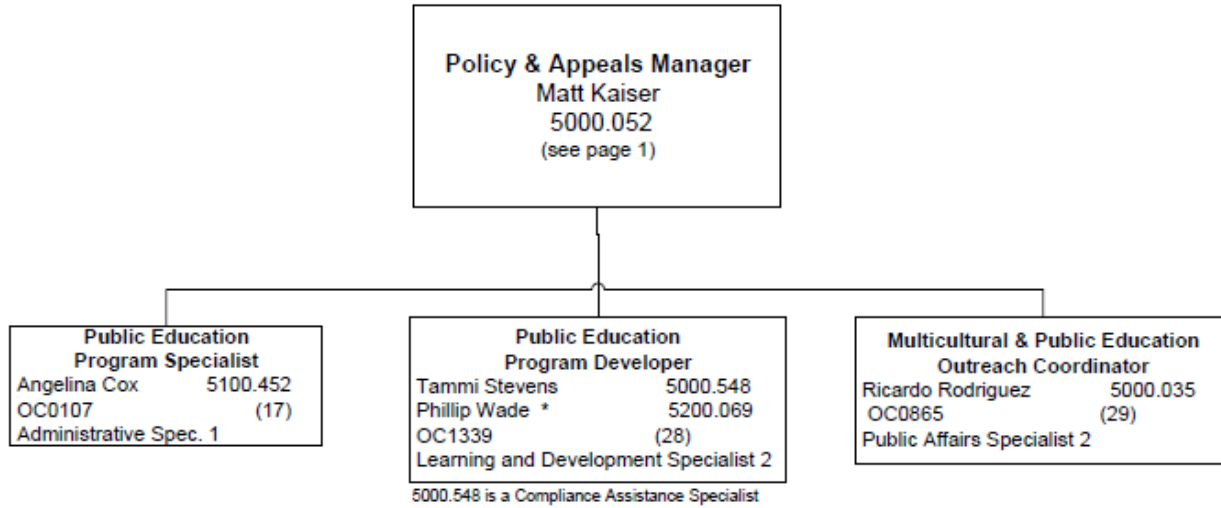 Policy & Appeals Manager
Matt Kaiser
5000.052
(see page 1)
Public Education
Program Specialist
Angelina Cox 5100.452
OC0107 (17)
Administrative Spec. 1
Public Education
Program Developer
Tammi Stevens 5000.548
Phillip Wade * 5200.069
OC1339 (28)
Learning and Development Specialist 2
5000.548 is a Compliance Assistance Specialist
Multicultural & Public Education
Outreach Coordinator
Ricardo Rodriguez 5000.035
OC0865 (29)
Public Affairs Specialist 2